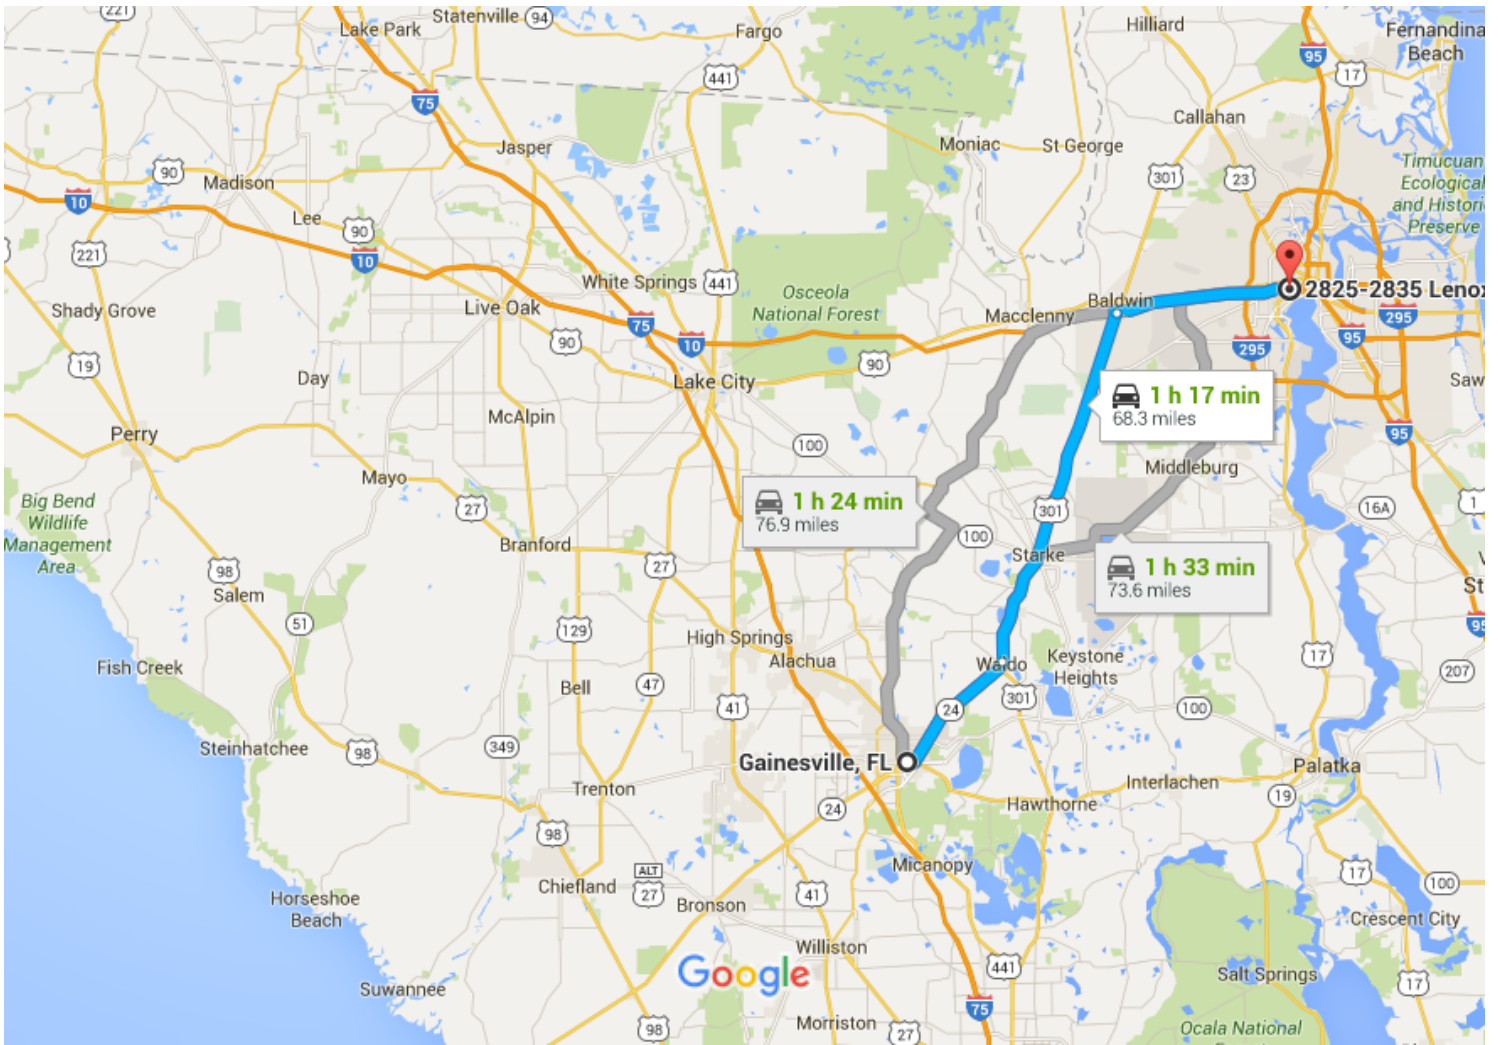 221
Lake Park
Statenville
94
Fargo
Hilliard
Fernandina
Beach
95
17
441
75
Callahan
Jasper
Moniac
St George
90
Madison
301
23
Timucuan
Ecological
and Histori
Preserve
10
Lee
90
221
10
White Springs
441
Osceola
National Forest
Baldwin
2825-2835 Lenox
Shady Grove
Live Oak
75
Macclenny
295
90
10
295
95
19
90
Day
Lake City
Saw
1 h 17 min
68.3 miles
McAlpin
Perry
100
95
Middleburg
Mayo
1 h 24 min
76.9 miles
Big Bend
Wildlife
Management
Area
27
301
16A
1
Branford
100
Starke
27
1 h 33 min
73.6 miles
98
Salem
St
51
129
High Springs
95
Fish Creek
Alachua
Waldo
Keystone
Heights
17
207
Bell
47
301
41
24
100
Steinhatchee
349
98
Gainesville, FL
Palatka
Trenton
Interlachen
24
Hawthorne
19
98
Micanopy
ALT
27
17
Chiefland
41
100
Horseshoe
Beach
Bronson
Crescent City
Williston
441
Google
Salt Springs
17
Suwannee
75
98
Morriston
27
Ocala National